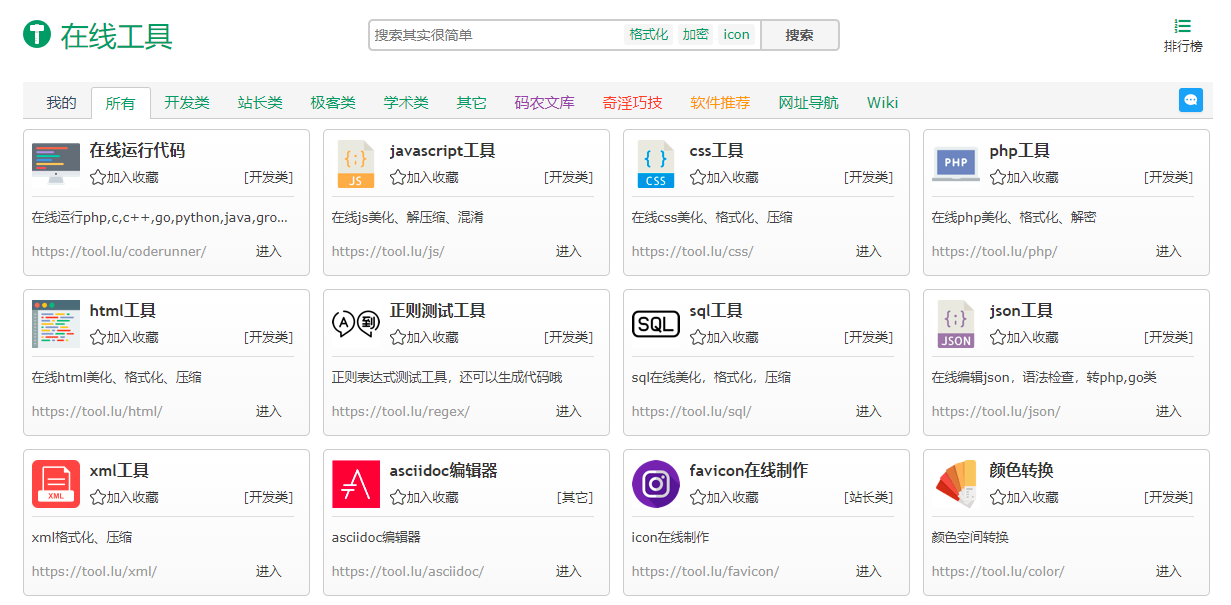 在线工具
搜索其实很简单 格式化 加密 icon 搜索
排行榜
我的 所有 开发类 站长类 极客类 学术类 其它 码农文库 奇淫巧技 软件推荐 网址导航 Wiki
在线运行代码
加入收藏 [开发类]
在线运行php,c,c++,go,python,java,gro...
https://tool.lu/coderunner/ 进入
JS
javascript工具
加入收藏 [开发类]
在线js美化、解压缩、混淆
https://tool.lu/js/ 进入
CSS
css工具
加入收藏 [开发类]
在线css美化、格式化、压缩
https://tool.lu/css/ 进入
PHP
php工具
加入收藏 [开发类]
在线php美化、格式化、解密
https://tool.lu/php/ 进入
html工具
加入收藏 [开发类]
在线html美化、格式化、压缩
https://tool.lu/html/ 进入
A 到
正则测试工具
加入收藏 [开发类]
正则表达式测试工具，还可以生成代码哦
https://tool.lu/regex/ 进入
SQL
sql工具
加入收藏 [开发类]
sql在线美化，格式化，压缩
https://tool.lu/sql/ 进入
JSON
json工具
加入收藏 [开发类]
在线编辑json，语法检查，转php,go类
https://tool.lu/json/ 进入
XML
xml工具
加入收藏 [开发类]
xml格式化、压缩
https://tool.lu/xml/ 进入
asciidoc编辑器
加入收藏 [其它]
asciidoc编辑器
https://tool.lu/asciidoc/ 进入
favicon在线制作
加入收藏 [站长类]
icon在线制作
https://tool.lu/favicon/ 进入
颜色转换
加入收藏 [开发类]
颜色空间转换
https://tool.lu/color/ 进入